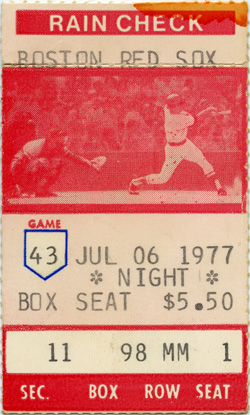 RAIN CHECK
BOSTON RED SOX
GAME
43 JUL 06 1977
* NIGHT *
BOX SEAT $5.50
11 98 MM 1
SEC. BOX ROW SEAT